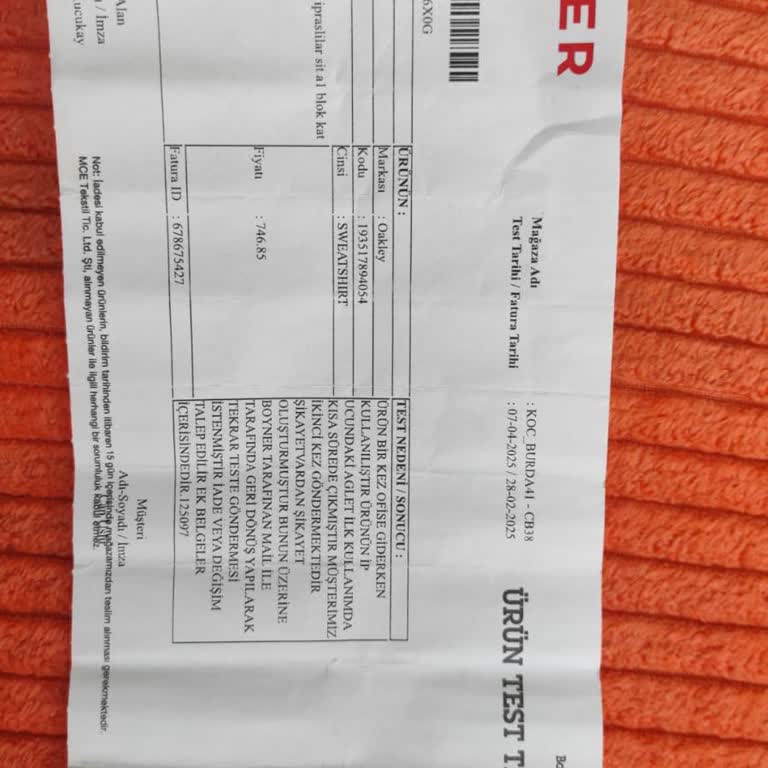 ER
ÜRÜN TEST T
Mağaza Adı : KOC_BURDA41 - CB38
Test Tarihi / Fatura Tarihi : 07-04-2025 / 28-02-2025
6X0G
ipraslilar sit a1 blok kat
ÜRÜNÜN :
Markası : Oakley
Kodu : 193517894054
Cinsi : SWEATSHIRT
Fiyatı : 746.85
Fatura ID : 678675427
TEST NEDENİ / SONUCU :
ÜRÜN BİR KEZ OFİSE GİDERKEN
KULLANILIŞTIR ÜRÜNÜN İP
UCUNDAKİ AGLET İLK KULLANIMDA
KISA SÜREDE ÇIKMIŞTIR MÜŞTERİMİZ
İKİNCİ KEZ GÖNDERMEKTEDİR
ŞİKAYETVARDAN ŞİKAYET
OLUŞTURMUŞTUR BUNUN ÜZERİNE
BOYNER TARAFINAN MAİL İLE
TARAFINDA GERİ DÖNÜŞ YAPILARAK
TEKRAR TESTE GÖNDERMESİ
İSTENMİŞTİR İADE VEYA DEĞİŞİM
TALEP EDİLİR EK BELGELER
İÇERİSİNDEDİR.125097
Alan
ı / İmza
ucukay
Müşteri
Adı-Soyadı / İmza
Not: İadesi kabul edilmeyen ürünlerin, bildirim tarihinden itibaren 15 gün içerisinde mağazamızdan teslim alınması gerekmektedir.
MCE Tekstil Tic. Ltd. Şti, alınmayan ürünler ile ilgili herhangi bir sorumluluk kabul etmez.